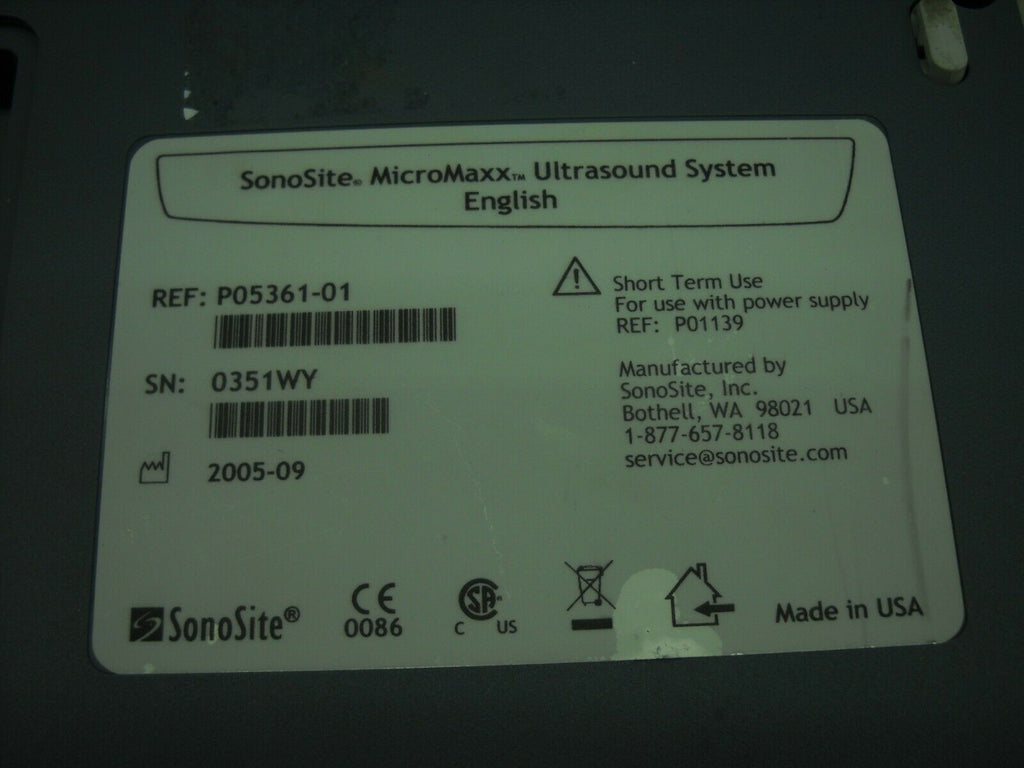 SonoSite® MicroMaxx™ Ultrasound System
English
REF: P05361-01
SN: 0351WY
2005-09
Short Term Use
For use with power supply
REF: P01139
Manufactured by
SonoSite, Inc.
Bothell, WA 98021 USA
1-877-657-8118
service@sonosite.com
SonoSite®
CE
0086
SA
C US
Made in USA